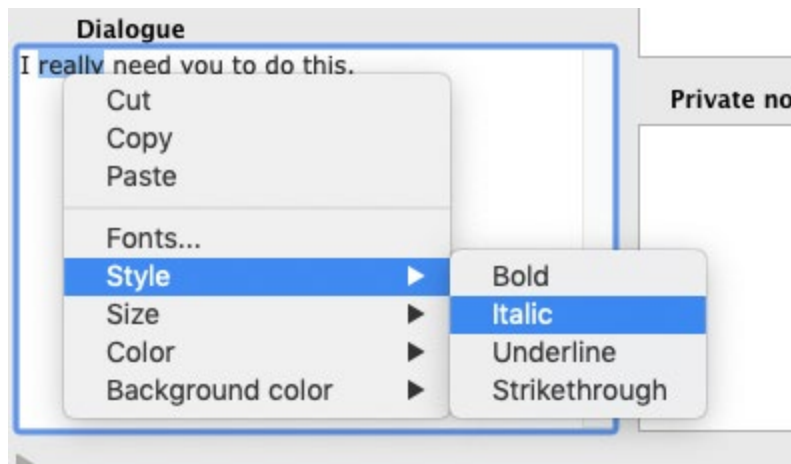 Dialogue
I really need you to do this.
Cut
Copy
Paste
Fonts...
Style
Size
Color
Background color
Bold
Italic
Underline
Strikethrough
Private no